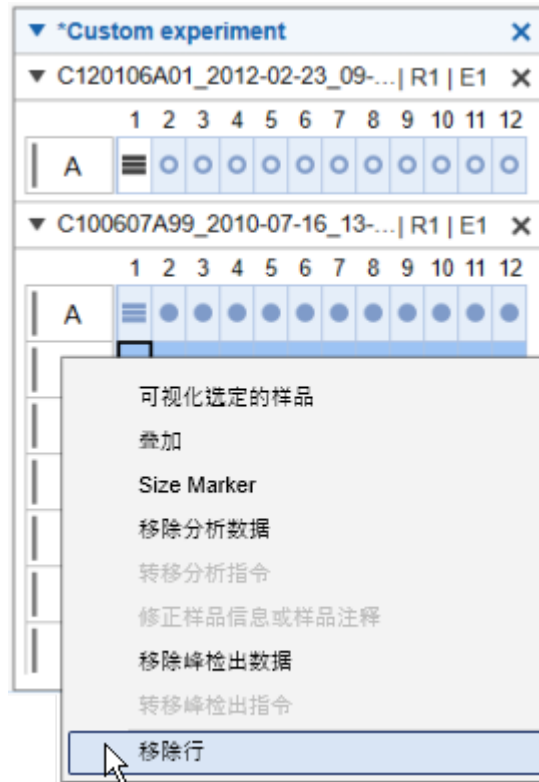 *Custom experiment
C120106A01_2012-02-23_09-...| R1 | E1
1 2 3 4 5 6 7 8 9 10 11 12
A
C100607A99_2010-07-16_13-...| R1 | E1
1 2 3 4 5 6 7 8 9 10 11 12
A
可视化选定的样品
叠加
Size Marker
移除分析数据
转移分析指令
修正样品信息或样品注释
移除峰检出数据
转移峰检出指令
移除行